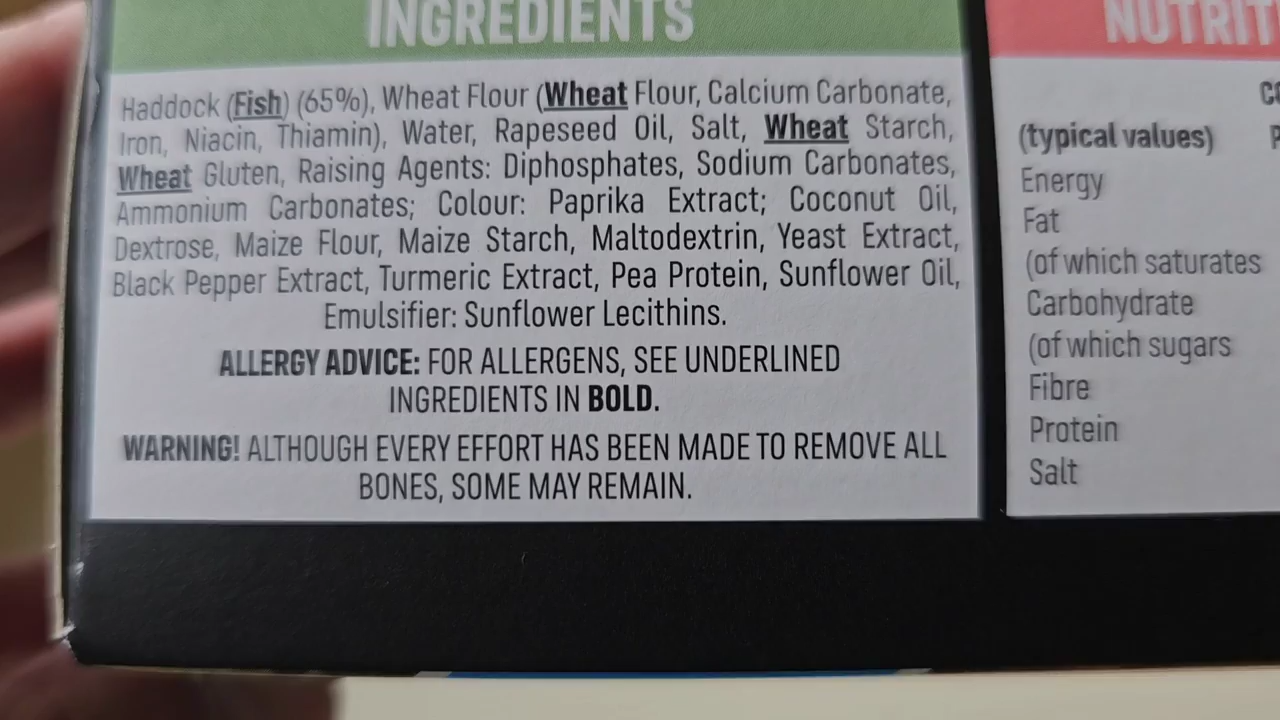 INGREDIENTS
Haddock (Fish) (65%), Wheat Flour (Wheat Flour, Calcium Carbonate,
Iron, Niacin, Thiamin), Water, Rapeseed Oil, Salt, Wheat Starch,
Wheat Gluten, Raising Agents: Diphosphates, Sodium Carbonates,
Ammonium Carbonates; Colour: Paprika Extract; Coconut Oil,
Dextrose, Maize Flour, Maize Starch, Maltodextrin, Yeast Extract,
Black Pepper Extract, Turmeric Extract, Pea Protein, Sunflower Oil,
Emulsifier: Sunflower Lecithins.
ALLERGY ADVICE: FOR ALLERGENS, SEE UNDERLINED
INGREDIENTS IN BOLD.
WARNING! ALTHOUGH EVERY EFFORT HAS BEEN MADE TO REMOVE ALL
BONES, SOME MAY REMAIN.
(typical values)
Energy
Fat
(of which saturates
Carbohydrate
(of which sugars
Fibre
Protein
Salt